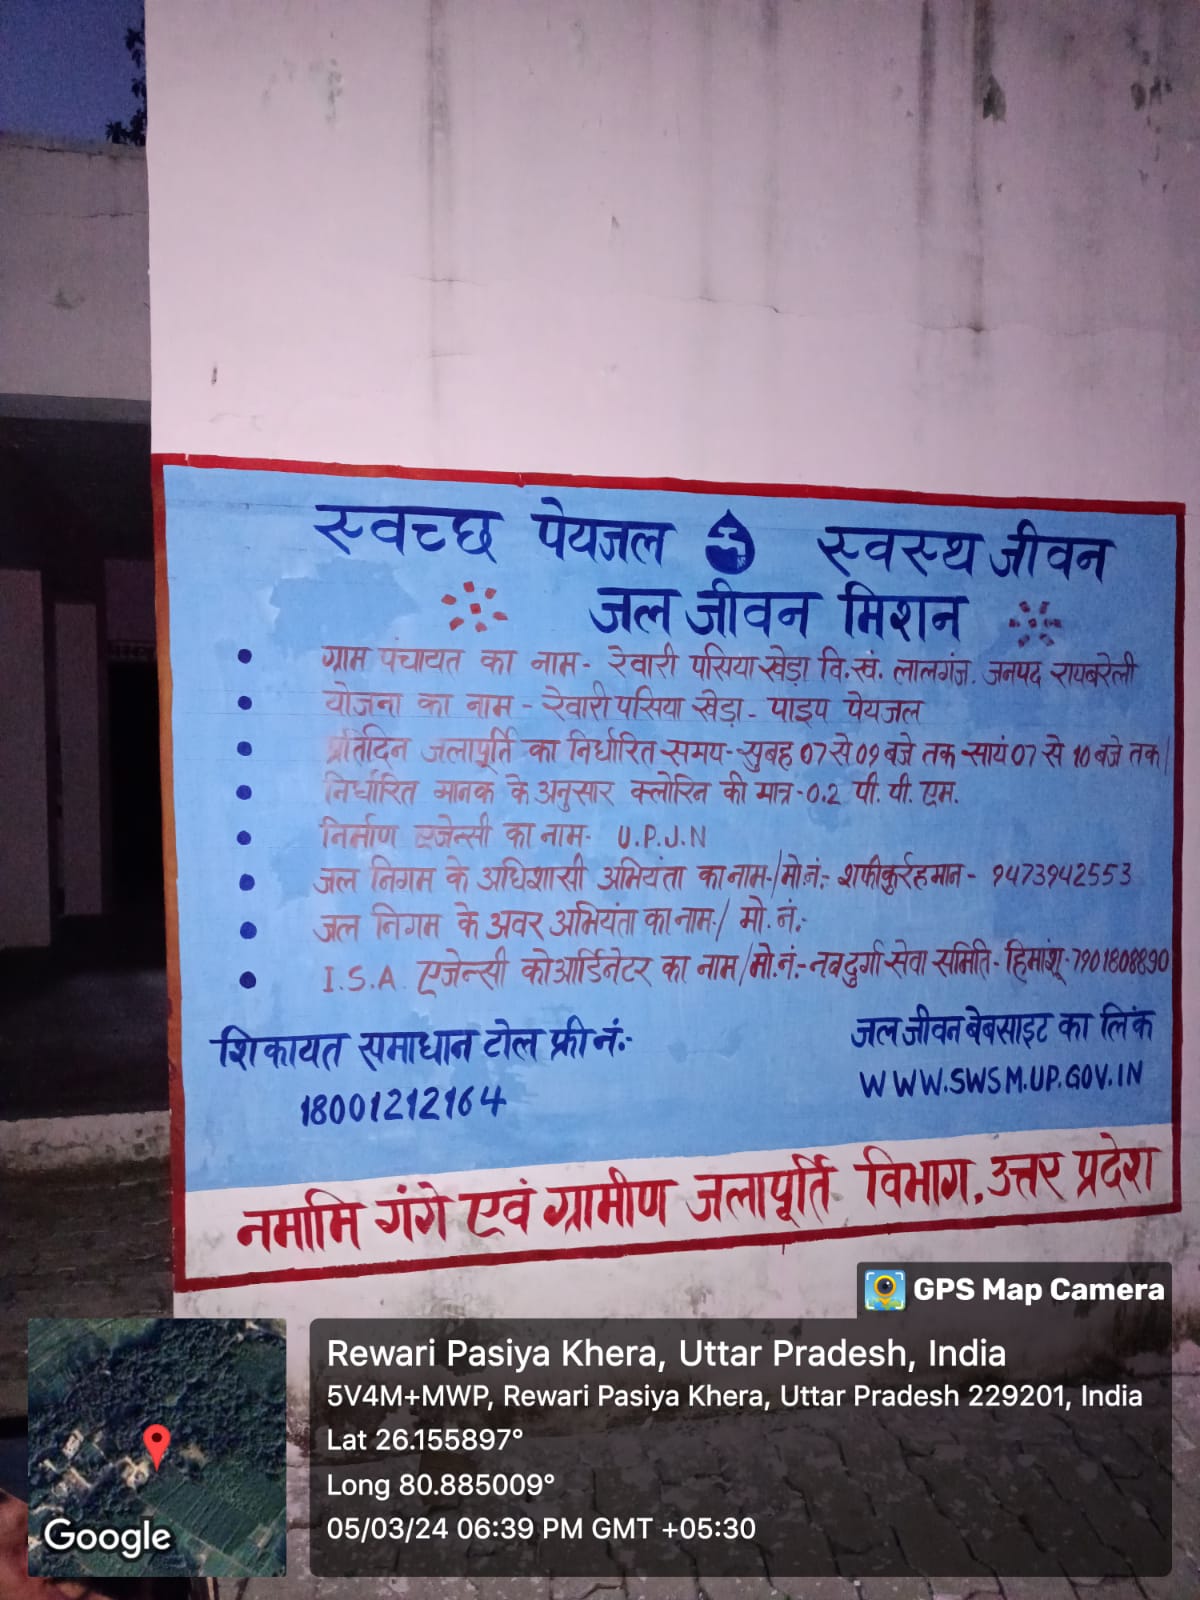 स्वच्छ पेयजल स्वस्थ जीवन
जल जीवन मिशन
• ग्राम पंचायत का नाम- रेवारी पसिया खेड़ा वि.खं. लालगंज. जनपद रायबरेली
• योजना का नाम - रेवारी पसिया खेड़ा - पाइप पेयजल
• प्रतिदिन जलापूर्ति का निर्धारित समय- सुबह 07 से 09 बजे तक सायं 07 से 10 बजे तक|
• निर्धारित मानक के अनुसार क्लोरिन की मात्र-0.2 पी. पी. एम.
• निर्माण एजेन्सी का नाम- U.P.J.N
• जल निगम के अधिशासी अभियंता का नाम-/मो.नं:- शफीकुर्रहमान- 9473942553
• जल निगम के अवर अभियंता का नाम-/ मो.नं:-
• I.S.A. एजेन्सी कोआर्डिनेटर का नाम/मो.नं:- नव दुर्गा सेवा समिति- हिमांशू-7901808890
शिकायत समाधान टोल फ्री नं:-
18001212164
जल जीवन बेबसाइट का लिंक
WWW.SWSM.UP.GOV.IN
नमामि गंगे एवं ग्रामीण जलापूर्ति विभाग, उत्तर प्रदेश
GPS Map Camera
Rewari Pasiya Khera, Uttar Pradesh, India
5V4M+MWP, Rewari Pasiya Khera, Uttar Pradesh 229201, India
Lat 26.155897°
Long 80.885009°
05/03/24 06:39 PM GMT +05:30
Google